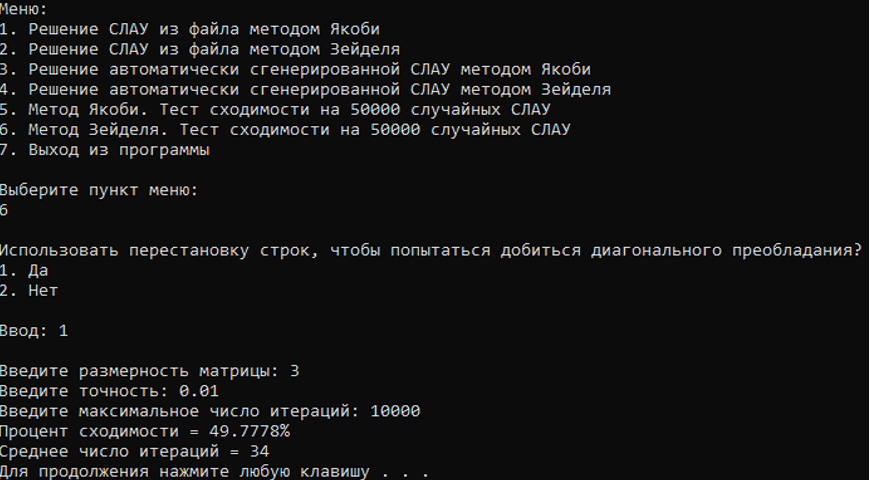 Меню:
1. Решение СЛАУ из файла методом Якоби
2. Решение СЛАУ из файла методом Зейделя
3. Решение автоматически сгенерированной СЛАУ методом Якоби
4. Решение автоматически сгенерированной СЛАУ методом Зейделя
5. Метод Якоби. Тест сходимости на 50000 случайных СЛАУ
6. Метод Зейделя. Тест сходимости на 50000 случайных СЛАУ
7. Выход из программы
Выберите пункт меню:
6
Использовать перестановку строк, чтобы попытаться добиться диагонального преобладания?
1. Да
2. Нет
Ввод: 1
Введите размерность матрицы: 3
Введите точность: 0.01
Введите максимальное число итераций: 10000
Процент сходимости = 49.7778%
Среднее число итераций = 34
Для продолжения нажмите любую клавишу . . .